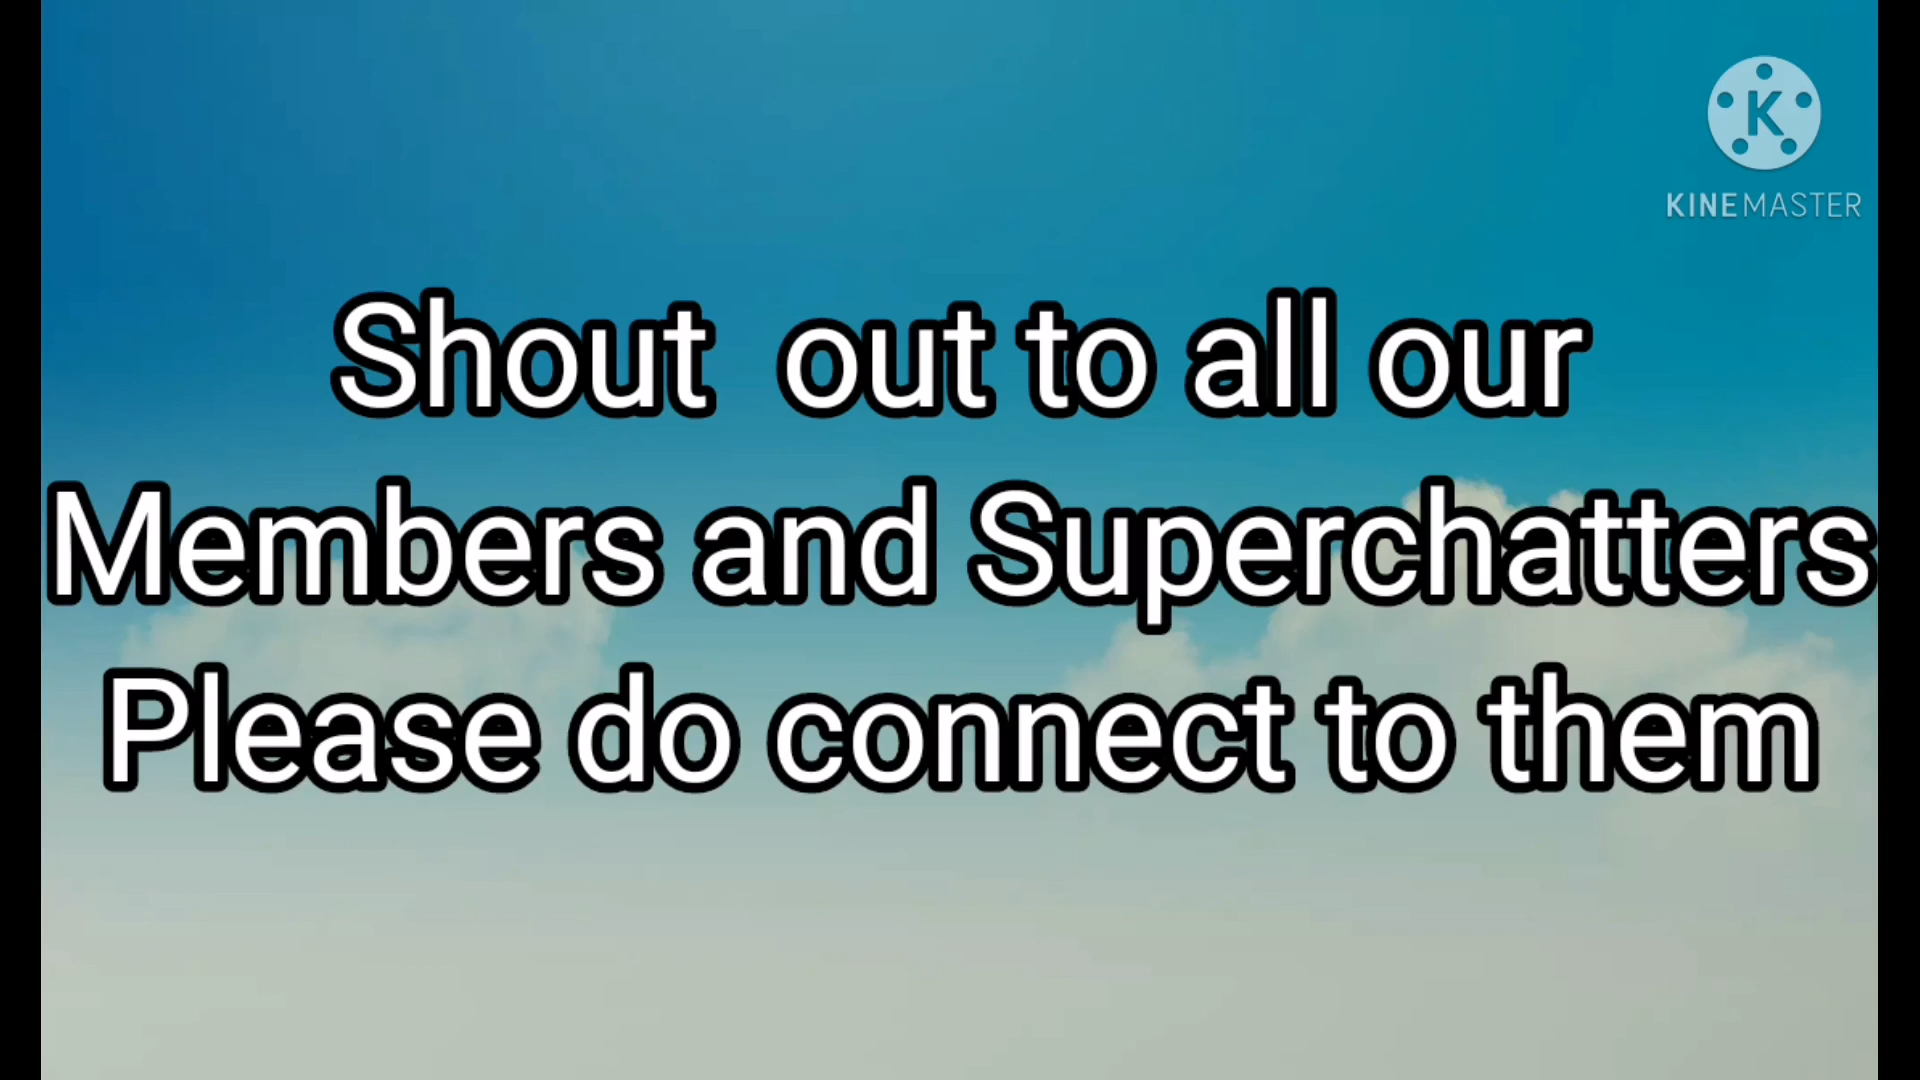 K
KINEMASTER
Shout  out to all our
Members and Superchatters
Please do connect to them